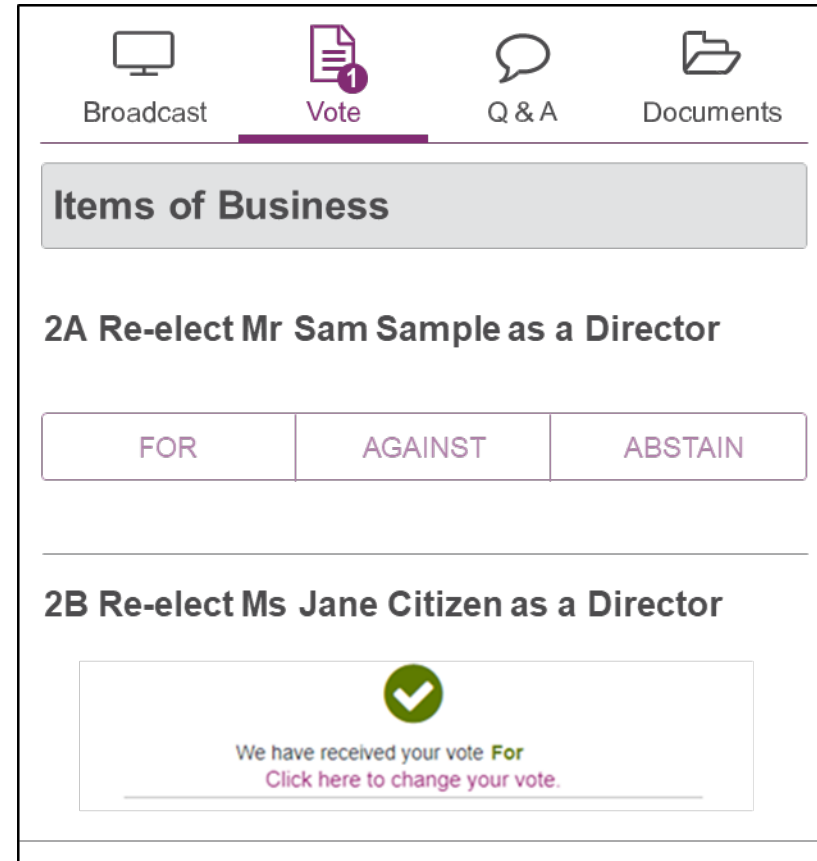 1
Broadcast Vote Q & A Documents
Items of Business
2A Re-elect Mr Sam Sample as a Director
FOR AGAINST ABSTAIN
2B Re-elect Ms Jane Citizen as a Director
We have received your vote For
Click here to change your vote.